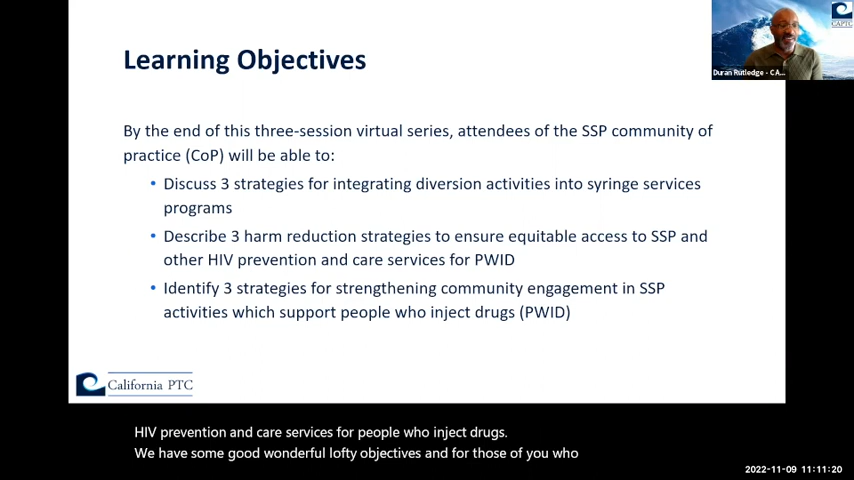 Learning Objectives
By the end of this three-session virtual series, attendees of the SSP community of
practice (CoP) will be able to:
• Discuss 3 strategies for integrating diversion activities into syringe services
programs
• Describe 3 harm reduction strategies to ensure equitable access to SSP and
other HIV prevention and care services for PWID
• Identify 3 strategies for strengthening community engagement in SSP
activities which support people who inject drugs (PWID)
California PTC
CAPTC
Duran Rutledge - CA...
HIV prevention and care services for people who inject drugs.
We have some good wonderful lofty objectives and for those of you who
2022-11-09 11:11:20